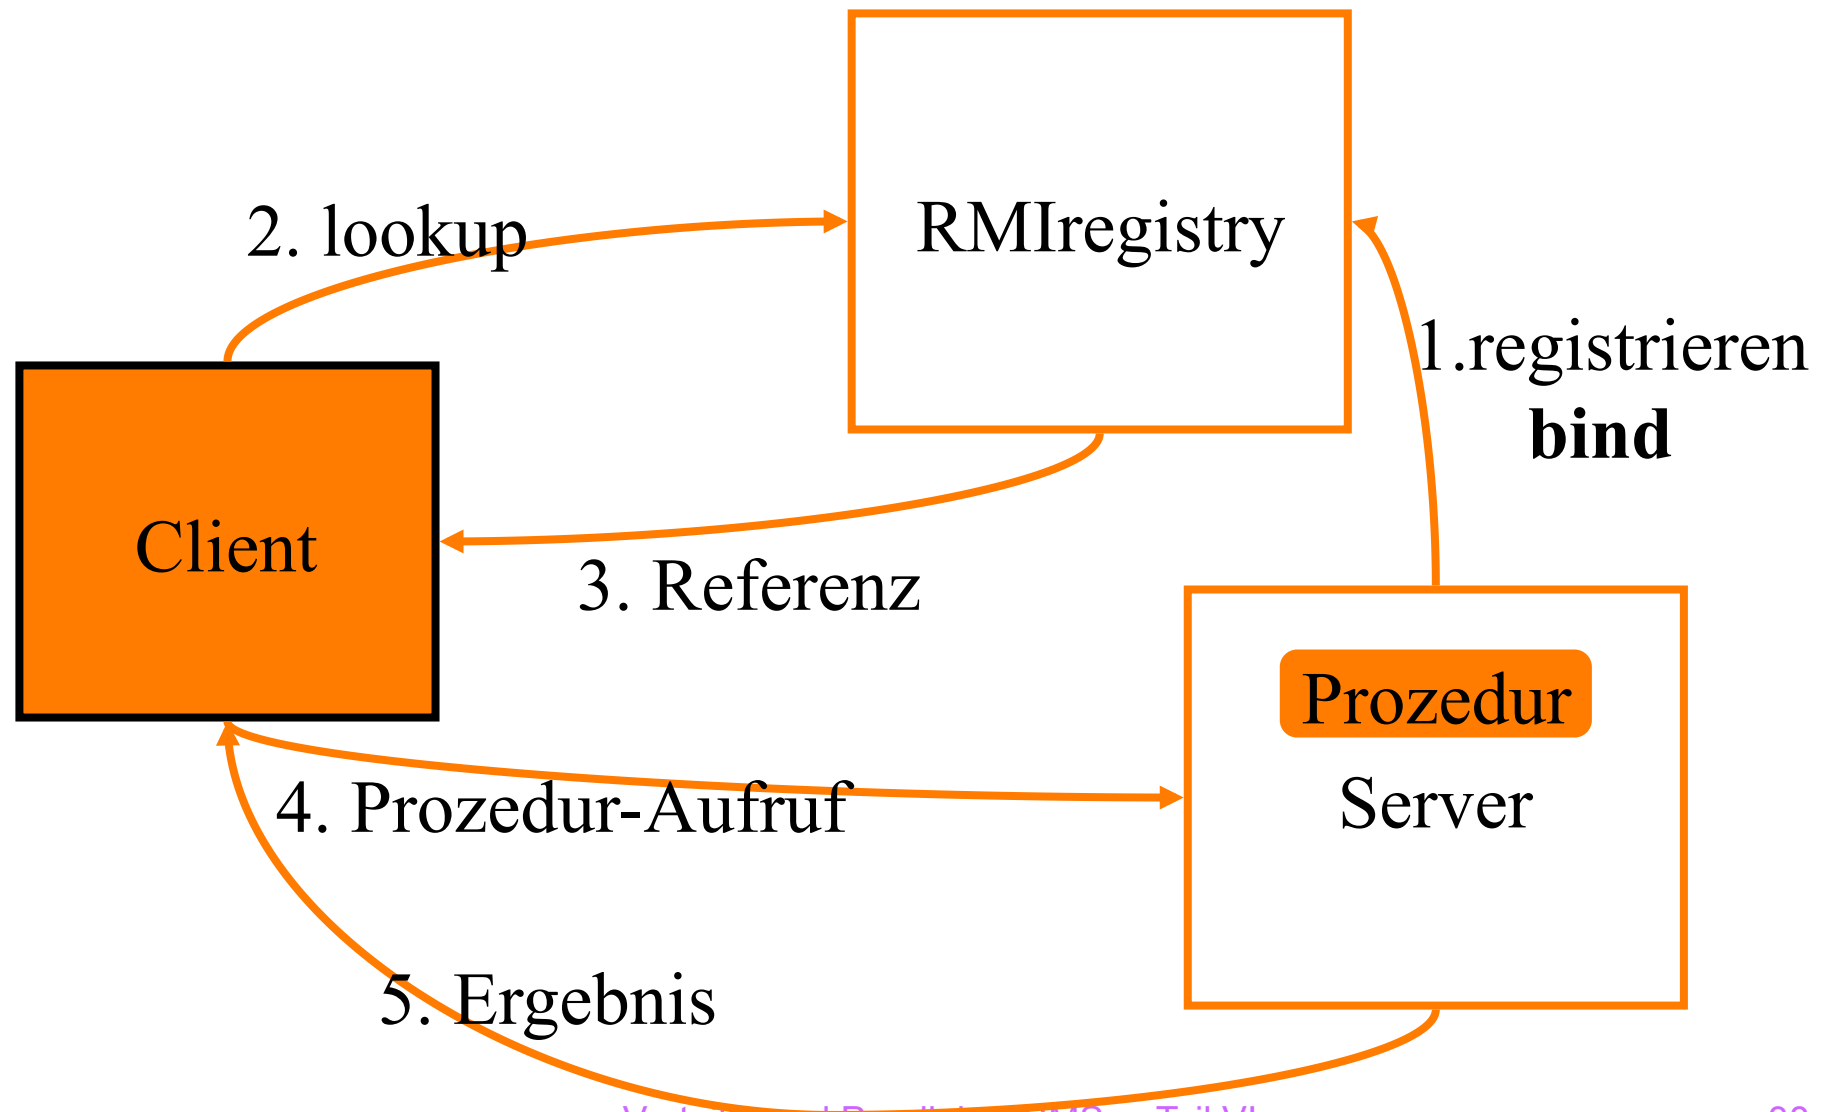 RMIregistry
2. lookup
1.registrieren
bind
Client
3. Referenz
Prozedur
Server
4. Prozedur-Aufruf
5. Ergebnis